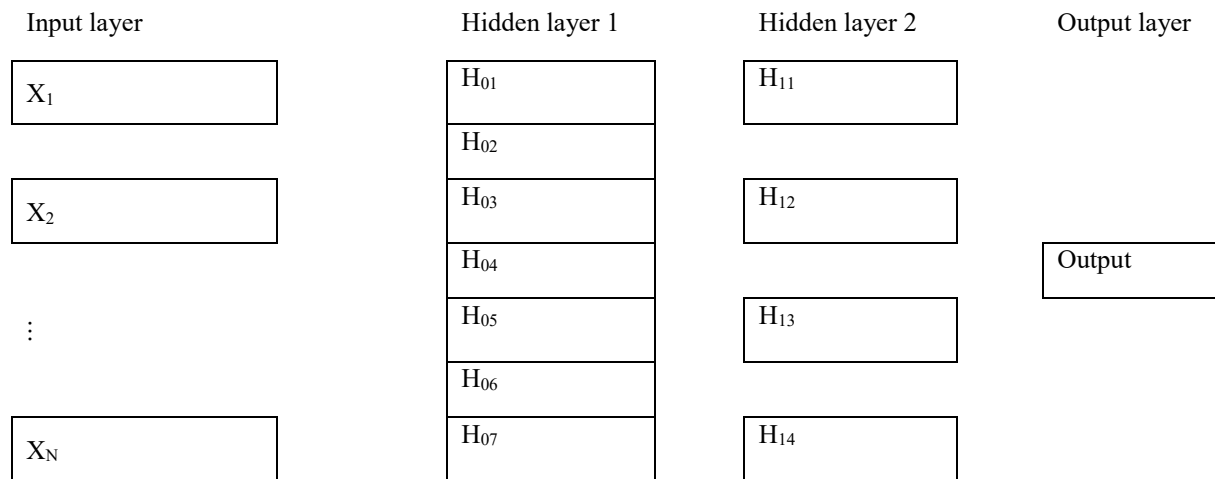 Input layer Hidden layer 1 Hidden layer 2 Output layer
X₁ H₀₁ H₁₁
H₀₂
X₂ H₀₃ H₁₂
H₀₄ Output
⋮ H₀₅ H₁₃
H₀₆
X_N H₀₇ H₁₄